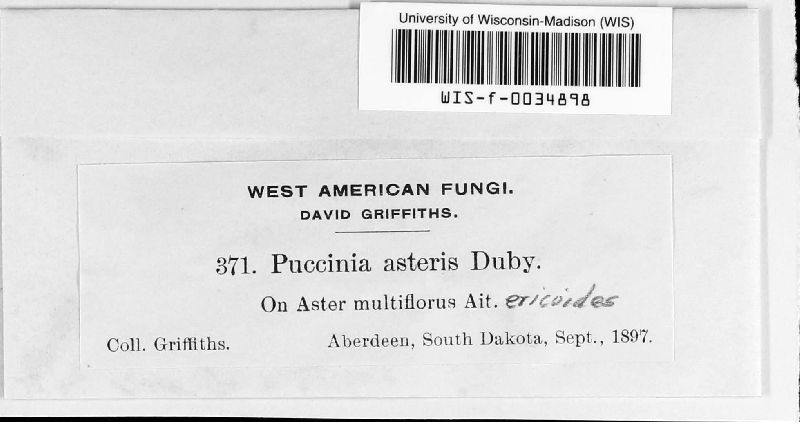 University of Wisconsin-Madison (WIS)
WIS-f-0034898
WEST AMERICAN FUNGI.
DAVID GRIFFITHS.
371. Puccinia asteris Duby.
On Aster multiflorus Ait. ericoides
Coll. Griffiths. Aberdeen, South Dakota, Sept., 1897.